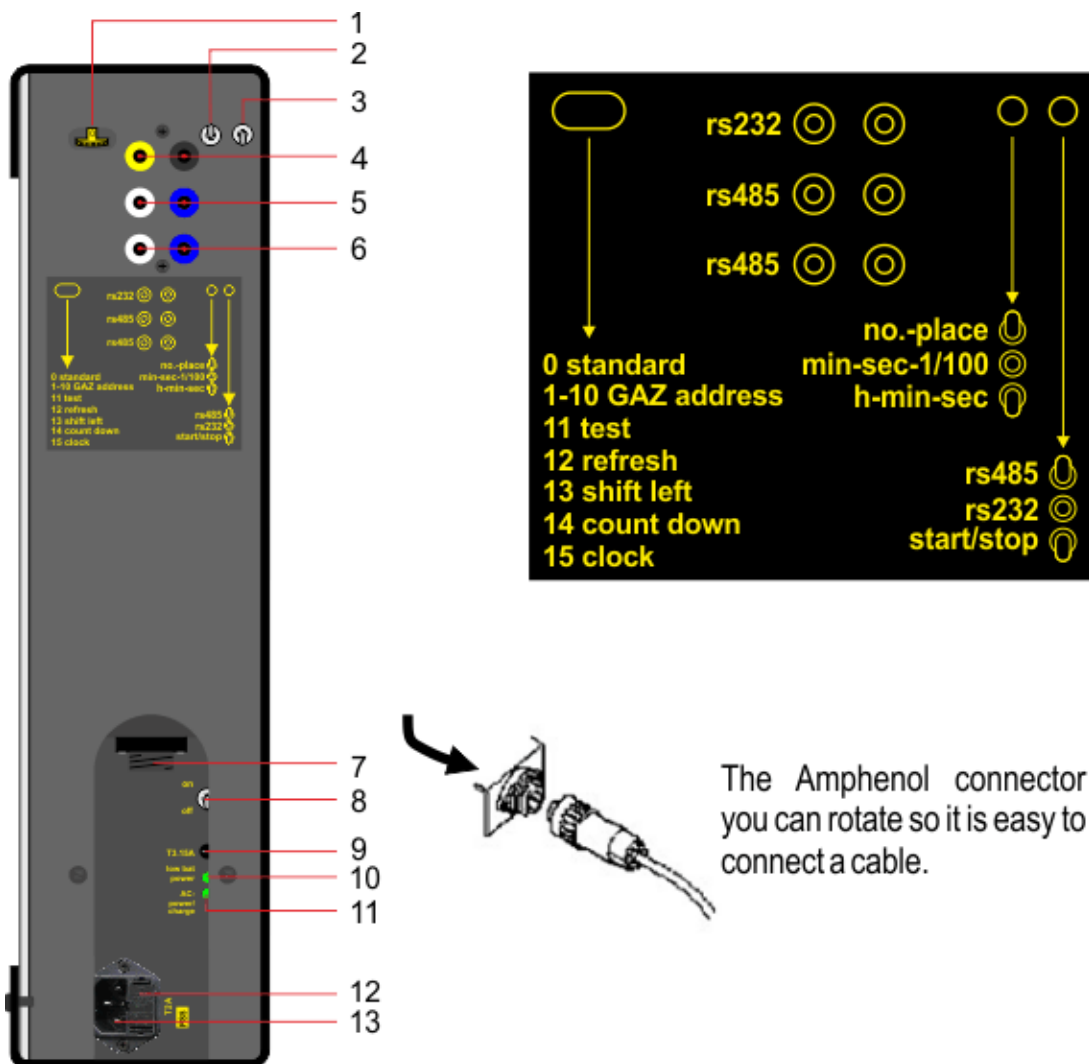 1
2
3
4
5
6
rs232
rs485
rs485
no.-place
0 standard
min-sec-1/100
1-10 GAZ address
h-min-sec
11 test
12 refresh
rs485
13 shift left
rs232
14 count down
start/stop
15 clock
7
on
8
off
T3.15A
9
low bat
power
10
AC:
power/
charge
11
12
T2A
13
rs232
rs485
rs485
no.-place
0 standard
min-sec-1/100
1-10 GAZ address
h-min-sec
11 test
12 refresh
rs485
13 shift left
rs232
14 count down
start/stop
15 clock
The Amphenol connector
you can rotate so it is easy to
connect a cable.